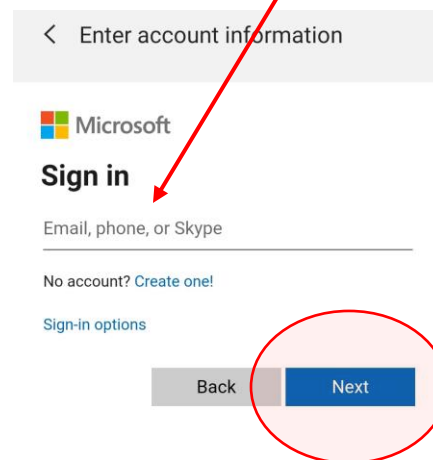 Enter account information
Microsoft
Sign in
Email, phone, or Skype
No account? Create one!
Sign-in options
Back Next